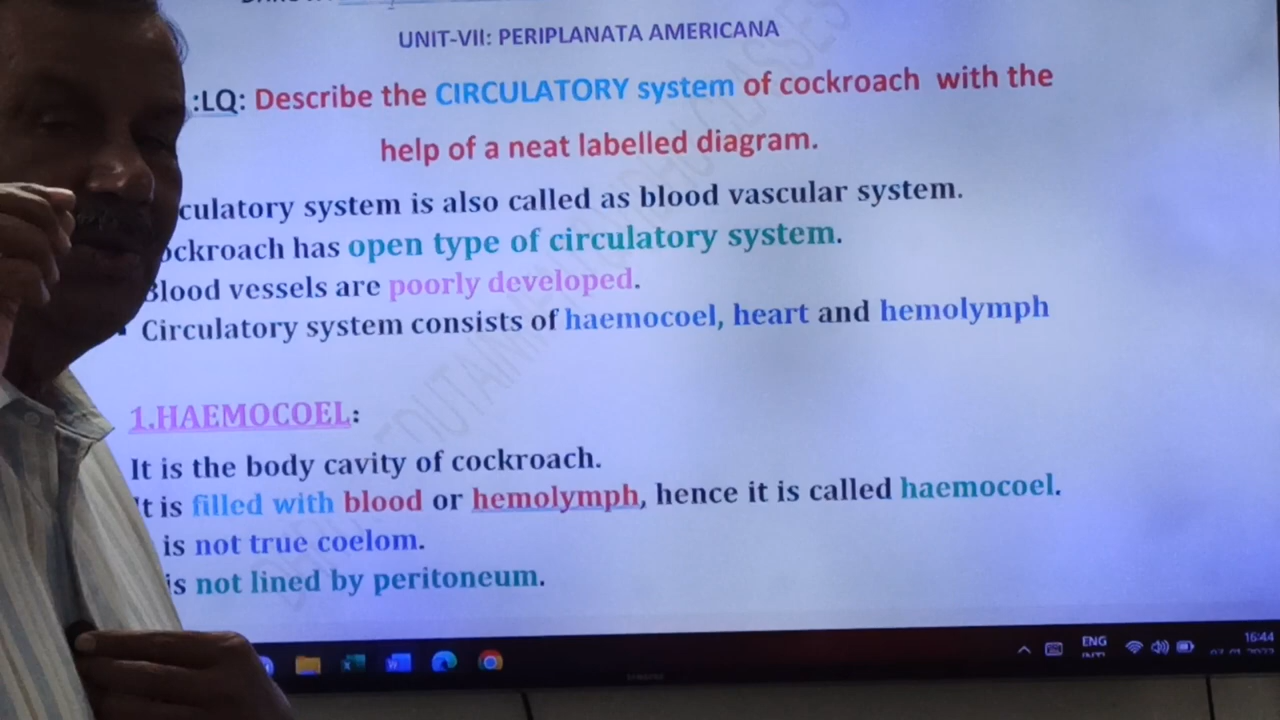 UNIT-VII: PERIPLANATA AMERICANA
:LQ: Describe the CIRCULATORY system of cockroach with the
help of a neat labelled diagram.
culatory system is also called as blood vascular system.
ockroach has open type of circulatory system.
Blood vessels are poorly developed.
Circulatory system consists of haemocoel, heart and hemolymph
1.HAEMOCOEL:
It is the body cavity of cockroach.
It is filled with blood or hemolymph, hence it is called haemocoel.
is not true coelom.
is not lined by peritoneum.
ENG
16:44
SAMSUNG